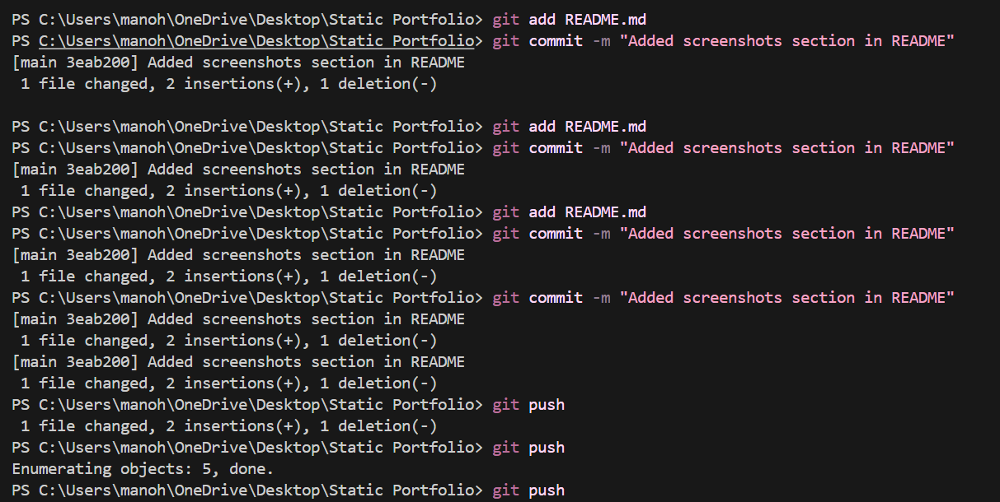 PS C:\Users\manoh\OneDrive\Desktop\Static Portfolio> git add README.md
PS C:\Users\manoh\OneDrive\Desktop\Static Portfolio> git commit -m "Added screenshots section in README"
[main 3eab200] Added screenshots section in README
 1 file changed, 2 insertions(+), 1 deletion(-)
PS C:\Users\manoh\OneDrive\Desktop\Static Portfolio> git add README.md
PS C:\Users\manoh\OneDrive\Desktop\Static Portfolio> git commit -m "Added screenshots section in README"
[main 3eab200] Added screenshots section in README
 1 file changed, 2 insertions(+), 1 deletion(-)
PS C:\Users\manoh\OneDrive\Desktop\Static Portfolio> git add README.md
PS C:\Users\manoh\OneDrive\Desktop\Static Portfolio> git commit -m "Added screenshots section in README"
[main 3eab200] Added screenshots section in README
 1 file changed, 2 insertions(+), 1 deletion(-)
PS C:\Users\manoh\OneDrive\Desktop\Static Portfolio> git commit -m "Added screenshots section in README"
[main 3eab200] Added screenshots section in README
 1 file changed, 2 insertions(+), 1 deletion(-)
[main 3eab200] Added screenshots section in README
 1 file changed, 2 insertions(+), 1 deletion(-)
PS C:\Users\manoh\OneDrive\Desktop\Static Portfolio> git push
 1 file changed, 2 insertions(+), 1 deletion(-)
PS C:\Users\manoh\OneDrive\Desktop\Static Portfolio> git push
Enumerating objects: 5, done.
PS C:\Users\manoh\OneDrive\Desktop\Static Portfolio> git push